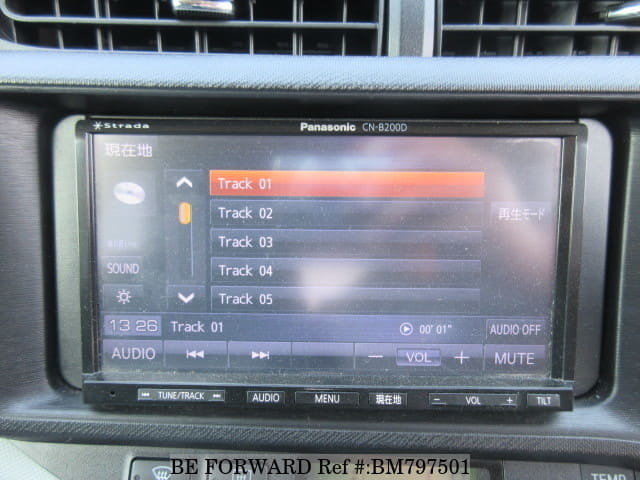 Strada
Panasonic CN-B200D
現在地
Track 01
Track 02
再生モード
Track 03
SOUND
Track 04
Track 05
13:26 Track 01 00' 01" AUDIO OFF
AUDIO − VOL + MUTE
TUNE/TRACK AUDIO MENU 現在地 − VOL + TILT
BE FORWARD Ref #:BM797501
TEMP